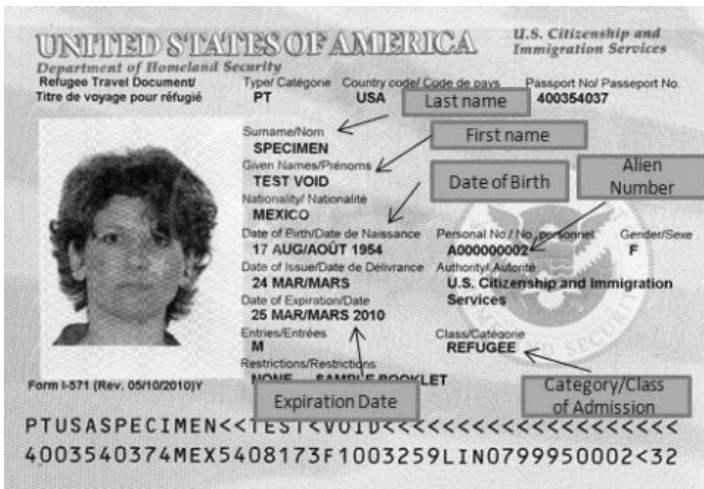 UNITED STATES OF AMERICA
U.S. Citizenship and
Immigration Services
Department of Homeland Security
Refugee Travel Document/
Titre de voyage pour réfugié
Type/ Catégorie Country code/ Code de pays Passport No/ Passeport No.
PT USA 400354037
Last name
Surname/Nom
SPECIMEN
First name
Given Names/Prénoms
TEST VOID
Date of Birth
Alien
Number
Nationality/ Nationalité
MEXICO
Date of Birth/Date de Naissance Personal No./ No. personnel Gender/Sexe
17 AUG/AOÛT 1954 A000000002 F
Date of Issue/Date de Délivrance Authority/ Autorité
24 MAR/MARS U.S. Citizenship and Immigration
Services
Date of Expiration/Date
25 MAR/MARS 2010
Entries/Entrées Class/Catégorie
M REFUGEE
Restrictions/Restrictions
NONE SAMPLE BOOKLET
Form I-571 (Rev. 05/10/2010)Y
Expiration Date
Category/Class
of Admission
PTUSASPECIMEN<<TEST<VOID<<<<<<<<<<<<<<<<<<<<
4003540374MEX5408173F1003259LIN0799950002<32